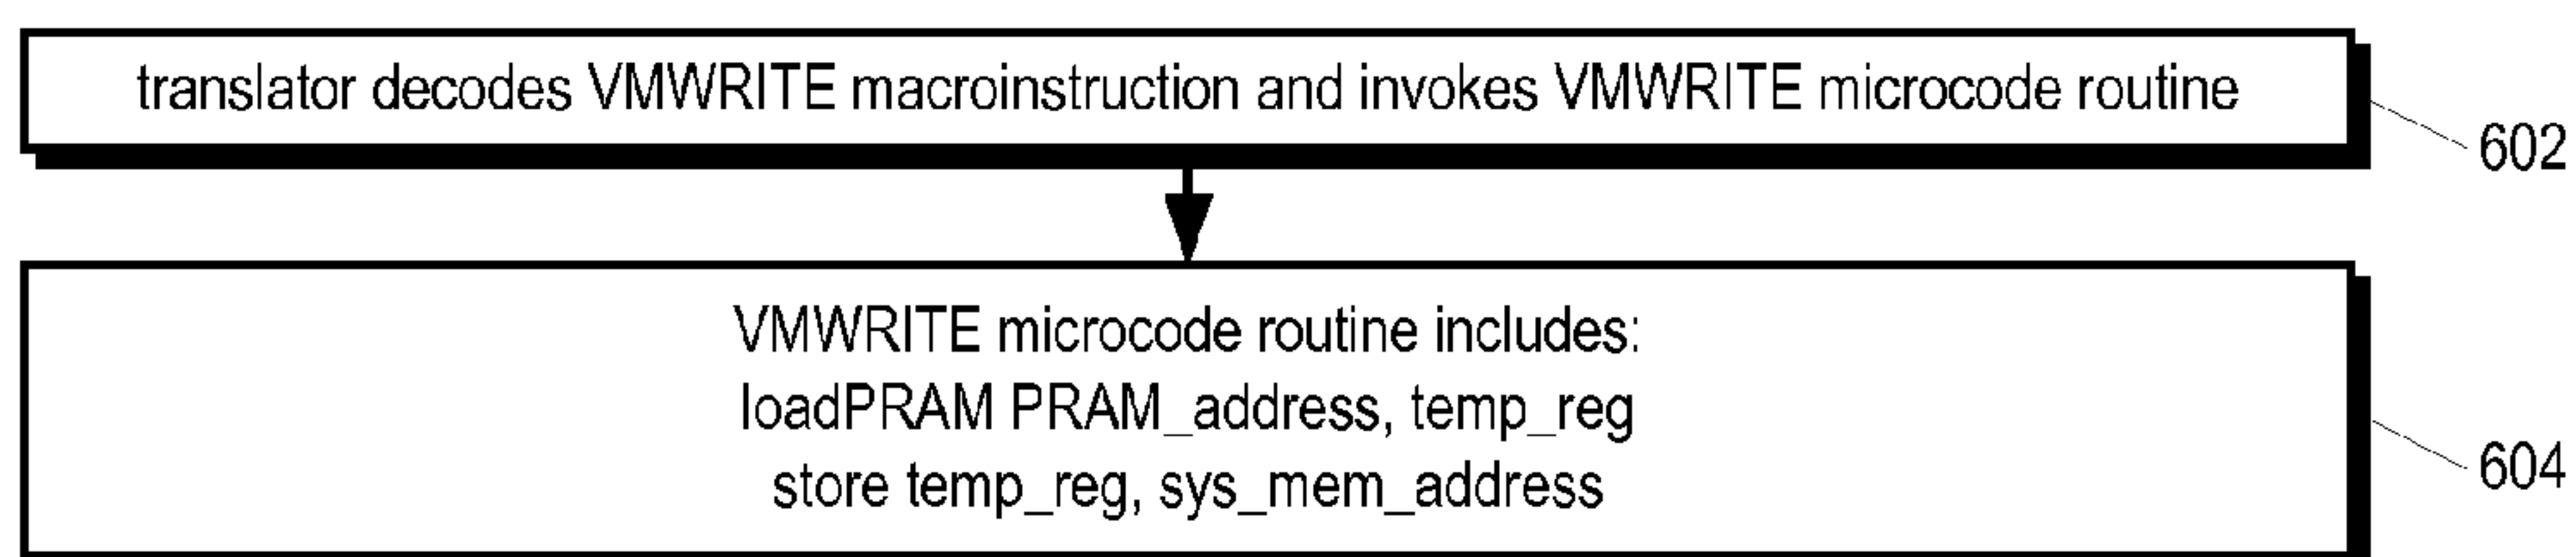 translator decodes VMWRITE macroinstruction and invokes VMWRITE microcode routine
602
VMWRITE microcode routine includes:
loadPRAM PRAM_address, temp_reg
store temp_reg, sys_mem_address
604